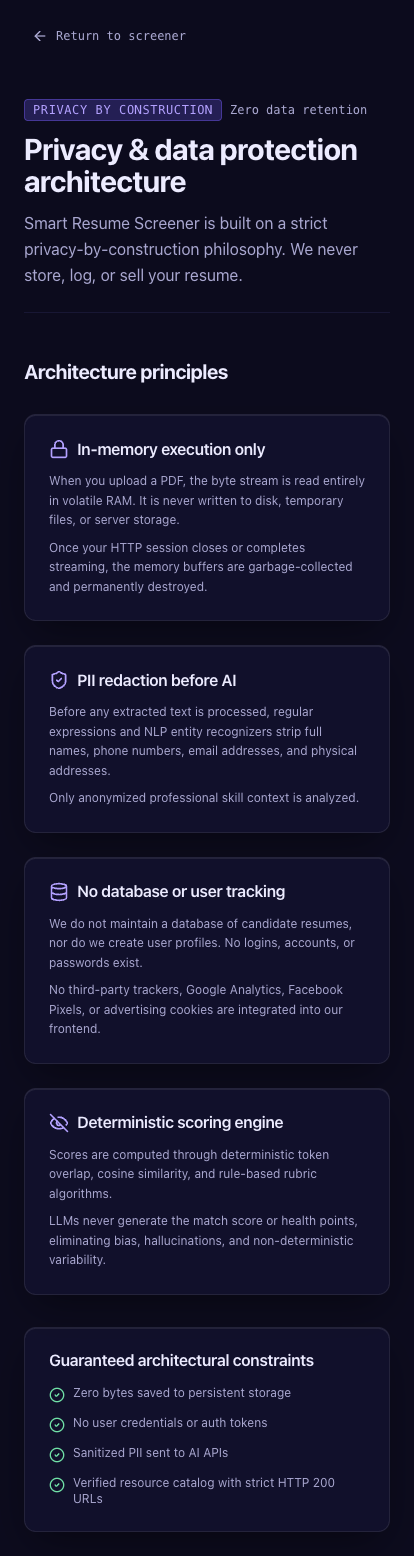 Return to screener
PRIVACY BY CONSTRUCTION Zero data retention
Privacy & data protection
architecture
Smart Resume Screener is built on a strict
privacy-by-construction philosophy. We never
store, log, or sell your resume.
Architecture principles
In-memory execution only
When you upload a PDF, the byte stream is read entirely
in volatile RAM. It is never written to disk, temporary
files, or server storage.
Once your HTTP session closes or completes
streaming, the memory buffers are garbage-collected
and permanently destroyed.
PII redaction before AI
Before any extracted text is processed, regular
expressions and NLP entity recognizers strip full
names, phone numbers, email addresses, and physical
addresses.
Only anonymized professional skill context is analyzed.
No database or user tracking
We do not maintain a database of candidate resumes,
nor do we create user profiles. No logins, accounts, or
passwords exist.
No third-party trackers, Google Analytics, Facebook
Pixels, or advertising cookies are integrated into our
frontend.
Deterministic scoring engine
Scores are computed through deterministic token
overlap, cosine similarity, and rule-based rubric
algorithms.
LLMs never generate the match score or health points,
eliminating bias, hallucinations, and non-deterministic
variability.
Guaranteed architectural constraints
Zero bytes saved to persistent storage
No user credentials or auth tokens
Sanitized PII sent to AI APIs
Verified resource catalog with strict HTTP 200
URLs